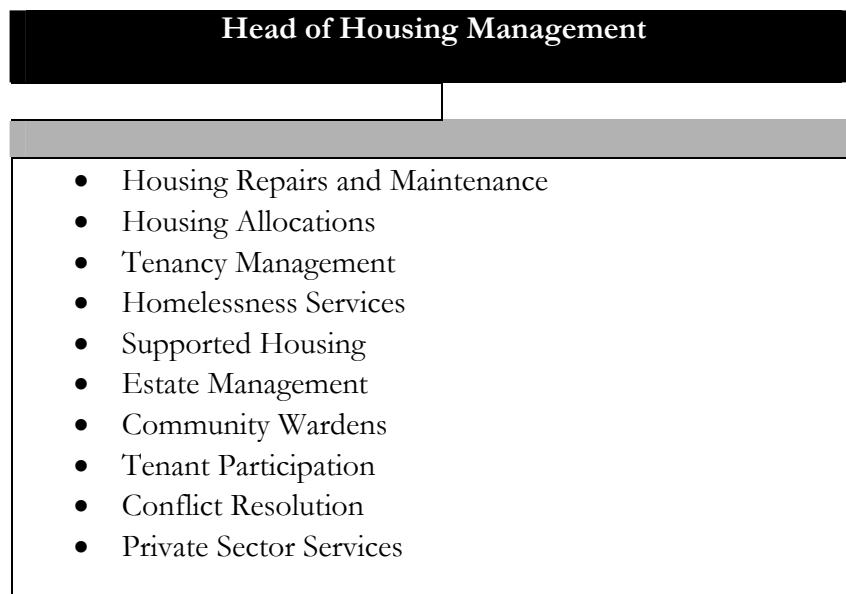 Head of Housing Management
• Housing Repairs and Maintenance
• Housing Allocations
• Tenancy Management
• Homelessness Services
• Supported Housing
• Estate Management
• Community Wardens
• Tenant Participation
• Conflict Resolution
• Private Sector Services